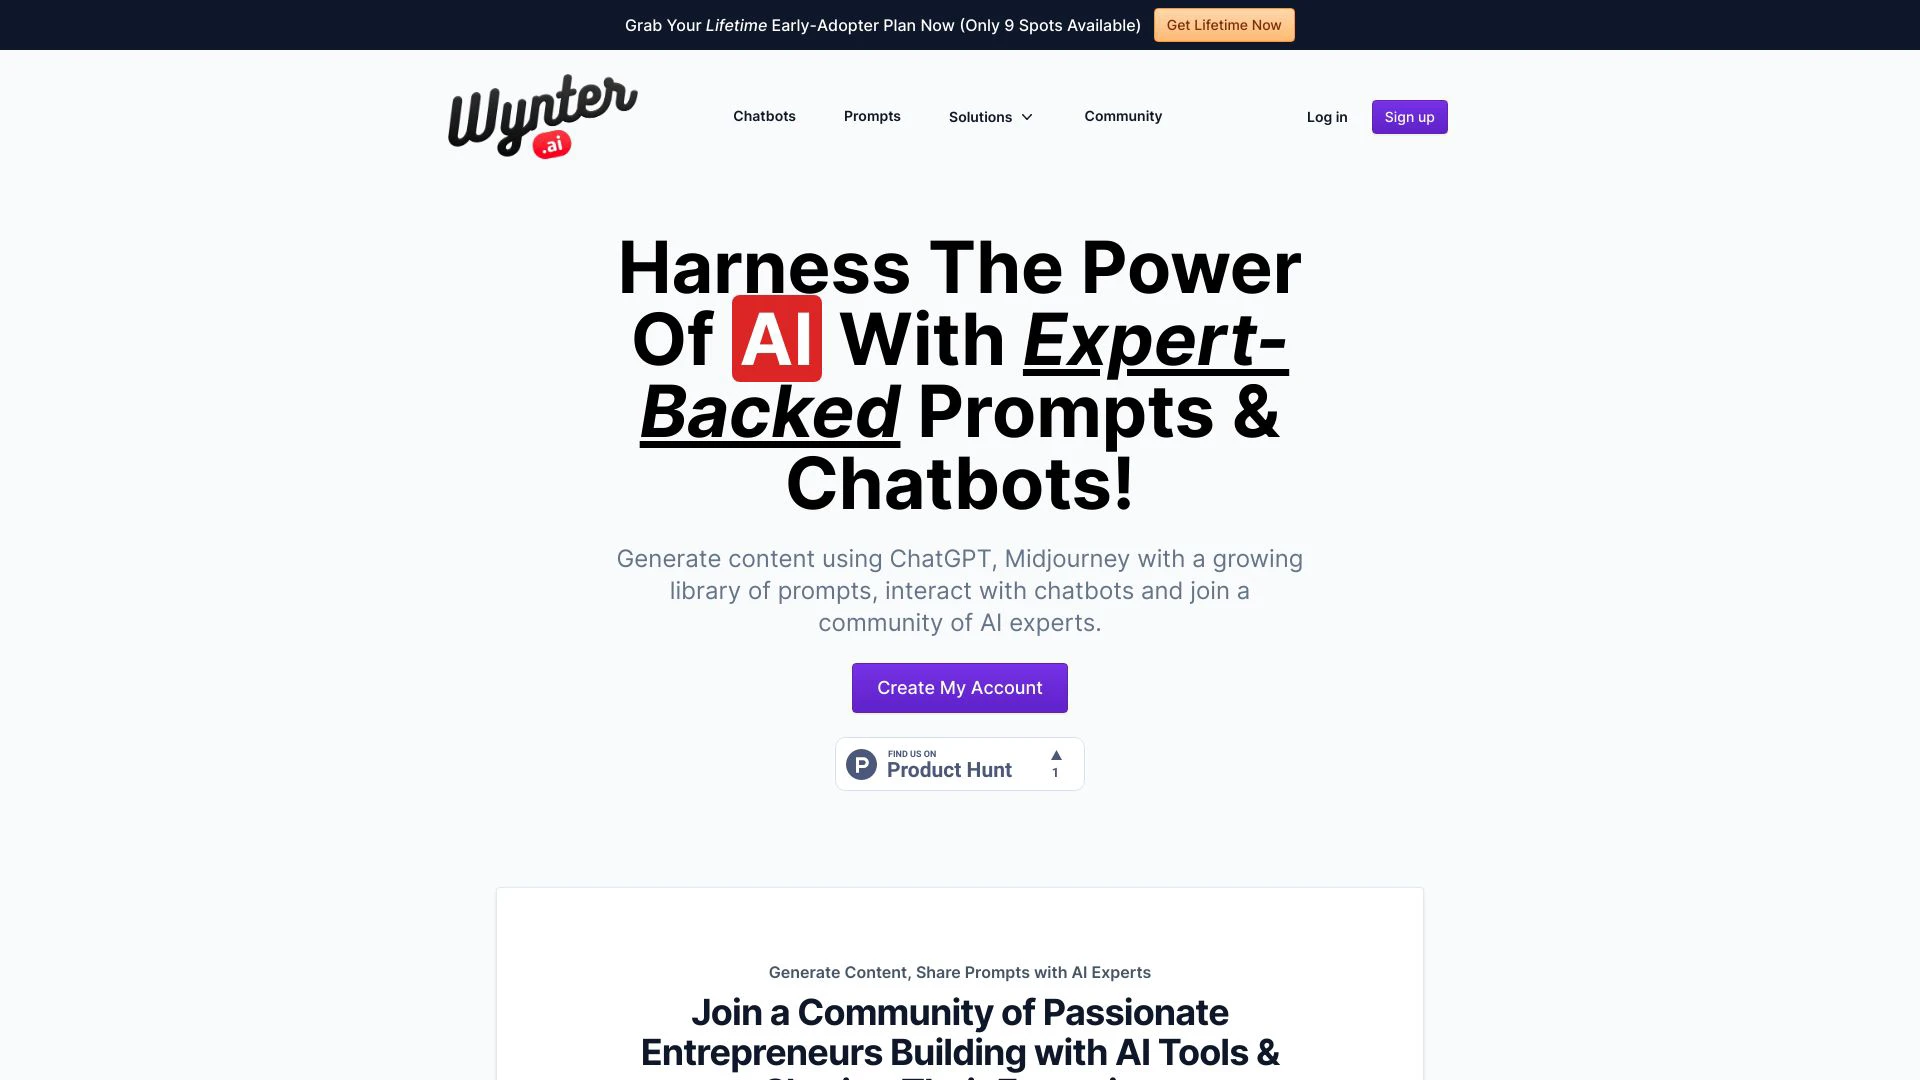 Grab Your Lifetime Early-Adopter Plan Now (Only 9 Spots Available)
Get Lifetime Now
Wynter
.ai
Chatbots
Prompts
Solutions
Community
Log in
Sign up
Harness The Power
Of AI With Expert-
Backed Prompts &
Chatbots!
Generate content using ChatGPT, Midjourney with a growing
library of prompts, interact with chatbots and join a
community of AI experts.
Create My Account
P
FIND US ON
Product Hunt
1
Generate Content, Share Prompts with AI Experts
Join a Community of Passionate
Entrepreneurs Building with AI Tools &